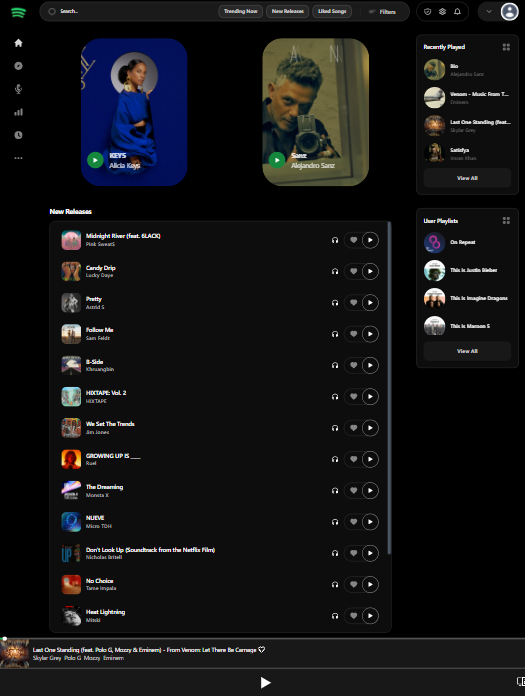 Search..
Trending Now
New Releases
Liked Songs
Filters
A N
KEYS
Alicia Keys
Sanz
Alejandro Sanz
Recently Played
Bio
Alejandro Sanz
Venom - Music From T...
Eminem
Last One Standing (feat...
Skylar Grey
Satisfya
Imran Khan
View All
New Releases
Midnight River (feat. 6LACK)
Pink Sweat$
Candy Drip
Lucky Daye
Pretty
Astrid S
Follow Me
Sam Feldt
B-Side
Khruangbin
HIXTAPE: Vol. 2
HIXTAPE
We Set The Trends
Jim Jones
GROWING UP IS ____
Ruel
The Dreaming
Monsta X
NUEVE
Micro TDH
Don't Look Up (Soundtrack from the Netflix Film)
Nicholas Britell
No Choice
Tame Impala
Heat Lightning
Mitski
User Playlists
On Repeat
This Is Justin Bieber
This Is Imagine Dragons
This Is Maroon 5
View All
Last One Standing (feat. Polo G, Mozzy & Eminem) - From Venom: Let There Be Carnage
Skylar Grey Polo G Mozzy Eminem